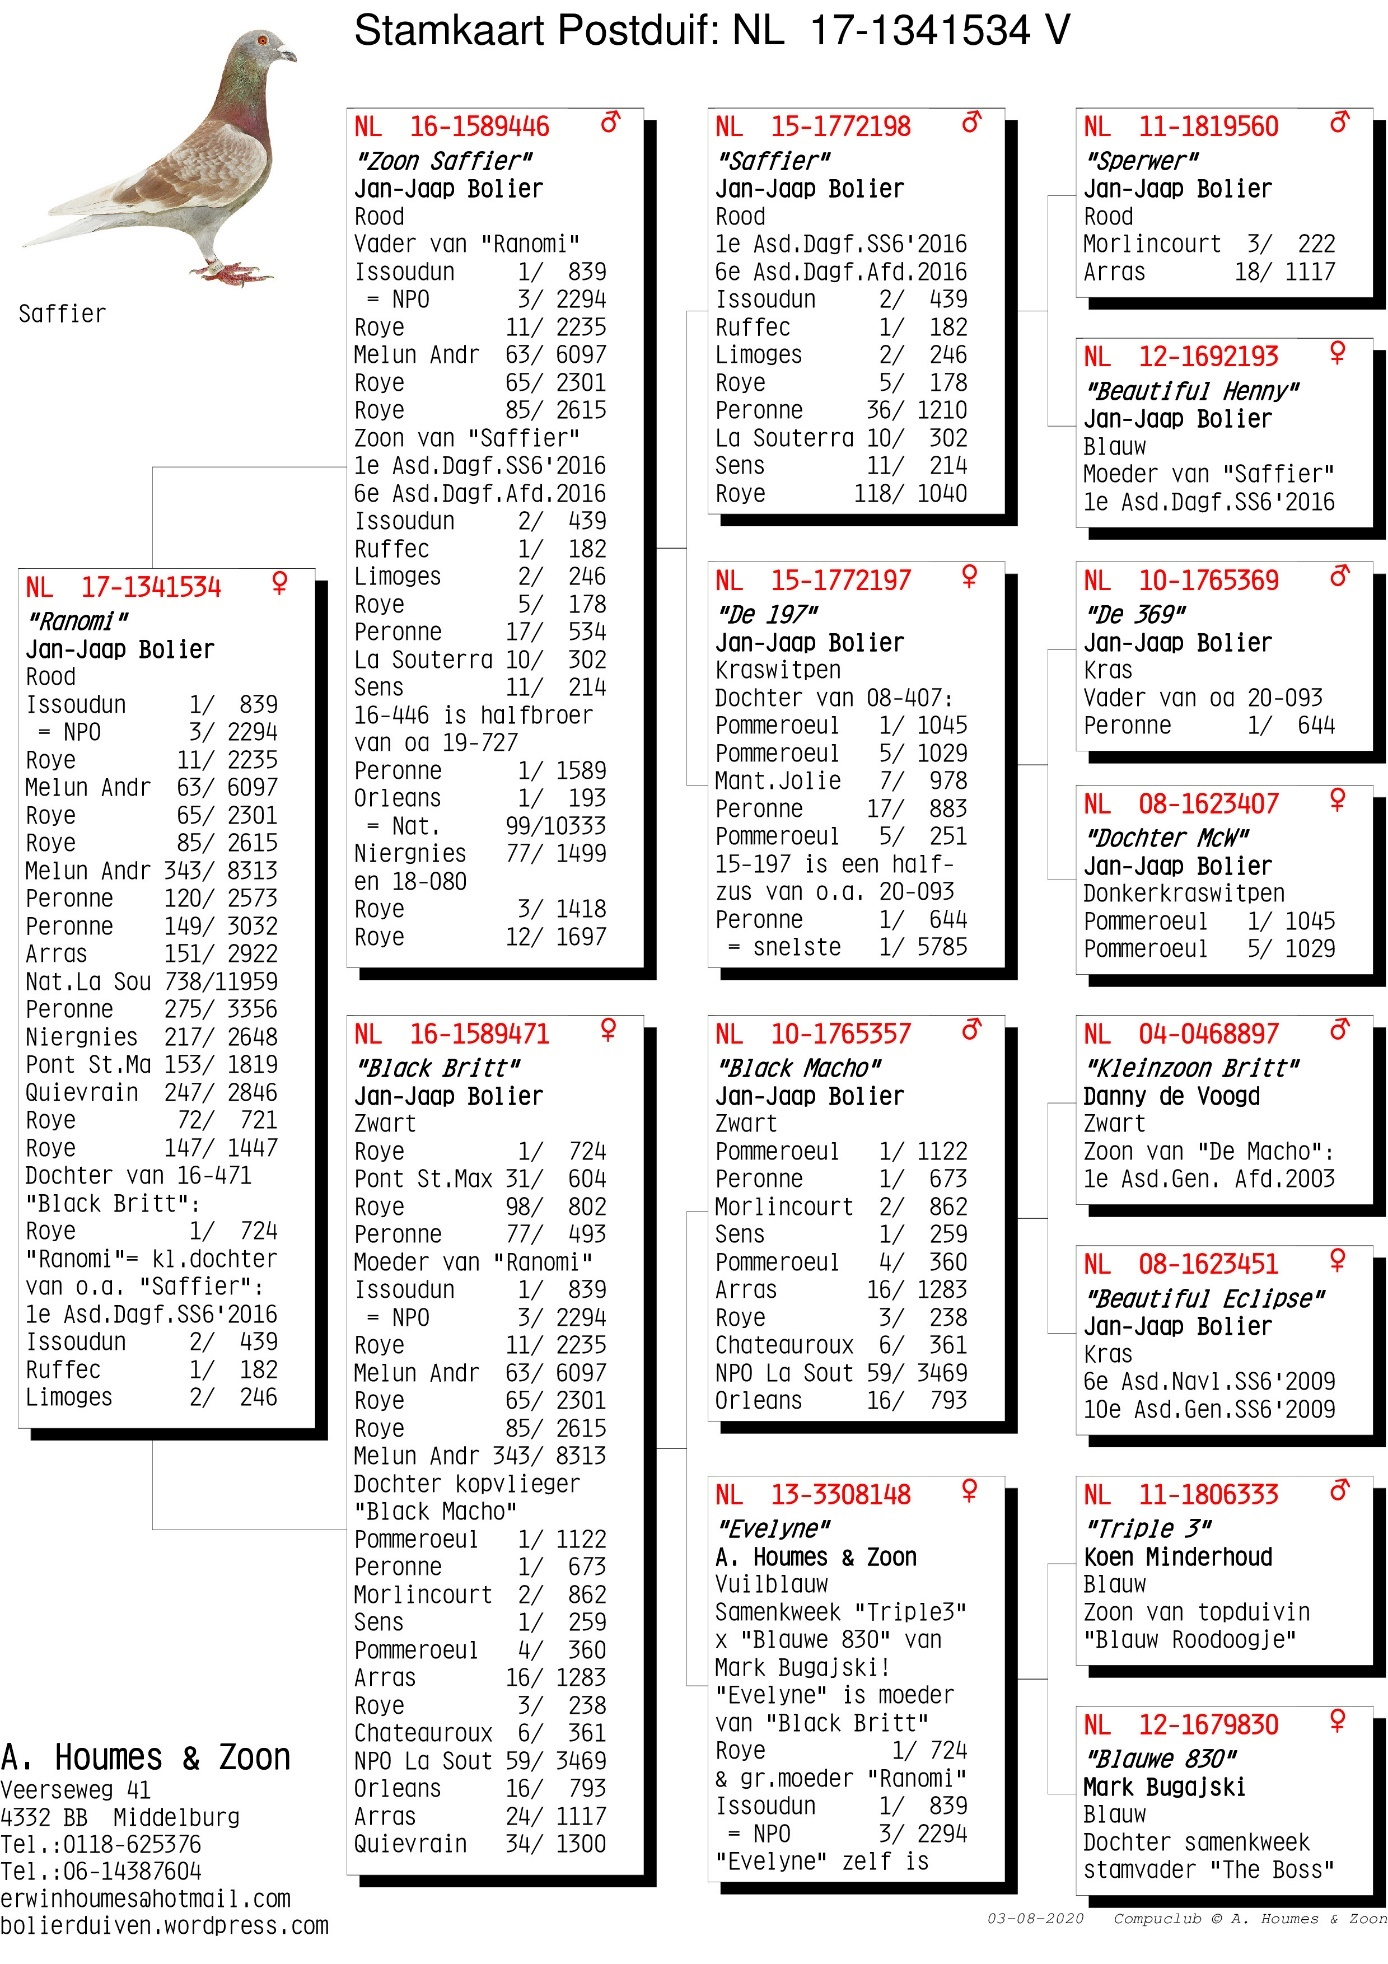 Stamkaart Postduif: NL 17-1341534 V
Saffier
NL 17-1341534 ♀
"Ranomi"
Jan-Jaap Bolier
Rood
Issoudun 1/ 839
= NPO 3/ 2294
Roye 11/ 2235
Melun Andr 63/ 6097
Roye 65/ 2301
Roye 85/ 2615
Melun Andr 343/ 8313
Peronne 120/ 2573
Peronne 149/ 3032
Arras 151/ 2922
Nat.La Sou 738/11959
Peronne 275/ 3356
Niergnies 217/ 2648
Pont St.Ma 153/ 1819
Quievrain 247/ 2846
Roye 72/ 721
Roye 147/ 1447
Dochter van 16-471
"Black Britt":
Roye 1/ 724
"Ranomi"= kl.dochter
van o.a. "Saffier":
1e Asd.Dagf.SS6'2016
Issoudun 2/ 439
Ruffec 1/ 182
Limoges 2/ 246
NL 16-1589446 ♂
"Zoon Saffier"
Jan-Jaap Bolier
Rood
Vader van "Ranomi"
Issoudun 1/ 839
= NPO 3/ 2294
Roye 11/ 2235
Melun Andr 63/ 6097
Roye 65/ 2301
Roye 85/ 2615
Zoon van "Saffier"
1e Asd.Dagf.SS6'2016
6e Asd.Dagf.Afd.2016
Issoudun 2/ 439
Ruffec 1/ 182
Limoges 2/ 246
Roye 5/ 178
Peronne 17/ 534
La Souterra 10/ 302
Sens 11/ 214
16-446 is halfbroer
van oa 19-727
Peronne 1/ 1589
Orleans 1/ 193
= Nat. 99/10333
Niergnies 77/ 1499
en 18-080
Roye 3/ 1418
Roye 12/ 1697
NL 16-1589471 ♀
"Black Britt"
Jan-Jaap Bolier
Zwart
Roye 1/ 724
Pont St.Max 31/ 604
Roye 98/ 802
Peronne 77/ 493
Moeder van "Ranomi"
Issoudun 1/ 839
= NPO 3/ 2294
Roye 11/ 2235
Melun Andr 63/ 6097
Roye 65/ 2301
Roye 85/ 2615
Melun Andr 343/ 8313
Dochter kopvlieger
"Black Macho"
Pommeroeul 1/ 1122
Peronne 1/ 673
Morlincourt 2/ 862
Sens 1/ 259
Pommeroeul 4/ 360
Arras 16/ 1283
Roye 3/ 238
Chateauroux 6/ 361
NPO La Sout 59/ 3469
Orleans 16/ 793
Arras 24/ 1117
Quievrain 34/ 1300
NL 15-1772198 ♂
"Saffier"
Jan-Jaap Bolier
Rood
1e Asd.Dagf.SS6'2016
6e Asd.Dagf.Afd.2016
Issoudun 2/ 439
Ruffec 1/ 182
Limoges 2/ 246
Roye 5/ 178
Peronne 36/ 1210
La Souterra 10/ 302
Sens 11/ 214
Roye 118/ 1040
NL 15-1772197 ♀
"De 197"
Jan-Jaap Bolier
Kraswitpen
Dochter van 08-407:
Pommeroeul 1/ 1045
Pommeroeul 5/ 1029
Mant.Jolie 7/ 978
Peronne 17/ 883
Pommeroeul 5/ 251
15-197 is een half-
zus van o.a. 20-093
Peronne 1/ 644
= snelste 1/ 5785
NL 10-1765357 ♂
"Black Macho"
Jan-Jaap Bolier
Zwart
Pommeroeul 1/ 1122
Peronne 1/ 673
Morlincourt 2/ 862
Sens 1/ 259
Pommeroeul 4/ 360
Arras 16/ 1283
Roye 3/ 238
Chateauroux 6/ 361
NPO La Sout 59/ 3469
Orleans 16/ 793
NL 13-3308148 ♀
"Evelyne"
A. Houmes & Zoon
Vuilblauw
Samenkweek "Triple3"
x "Blauwe 830" van
Mark Bugajski!
"Evelyne" is moeder
van "Black Britt"
Roye 1/ 724
& gr.moeder "Ranomi"
Issoudun 1/ 839
= NPO 3/ 2294
"Evelyne" zelf is
NL 11-1819560 ♂
"Sperwer"
Jan-Jaap Bolier
Rood
Morlincourt 3/ 222
Arras 18/ 1117
NL 12-1692193 ♀
"Beautiful Henny"
Jan-Jaap Bolier
Blauw
Moeder van "Saffier"
1e Asd.Dagf.SS6'2016
NL 10-1765369 ♂
"De 369"
Jan-Jaap Bolier
Kras
Vader van oa 20-093
Peronne 1/ 644
NL 08-1623407 ♀
"Dochter McW"
Jan-Jaap Bolier
Donkerkraswitpen
Pommeroeul 1/ 1045
Pommeroeul 5/ 1029
NL 04-0468897 ♂
"Kleinzoon Britt"
Danny de Voogd
Zwart
Zoon van "De Macho":
1e Asd.Gen. Afd.2003
NL 08-1623451 ♀
"Beautiful Eclipse"
Jan-Jaap Bolier
Kras
6e Asd.Navl.SS6'2009
10e Asd.Gen.SS6'2009
NL 11-1806333 ♂
"Triple 3"
Koen Minderhoud
Blauw
Zoon van topduivin
"Blauw Roodoogje"
NL 12-1679830 ♀
"Blauwe 830"
Mark Bugajski
Blauw
Dochter samenkweek
stamvader "The Boss"
A. Houmes & Zoon
Veerseweg 41
4332 BB Middelburg
Tel.:0118-625376
Tel.:06-14387604
erwinhoumes@hotmail.com
bolierduiven.wordpress.com
03-08-2020 Compuclub © A. Houmes & Zoon